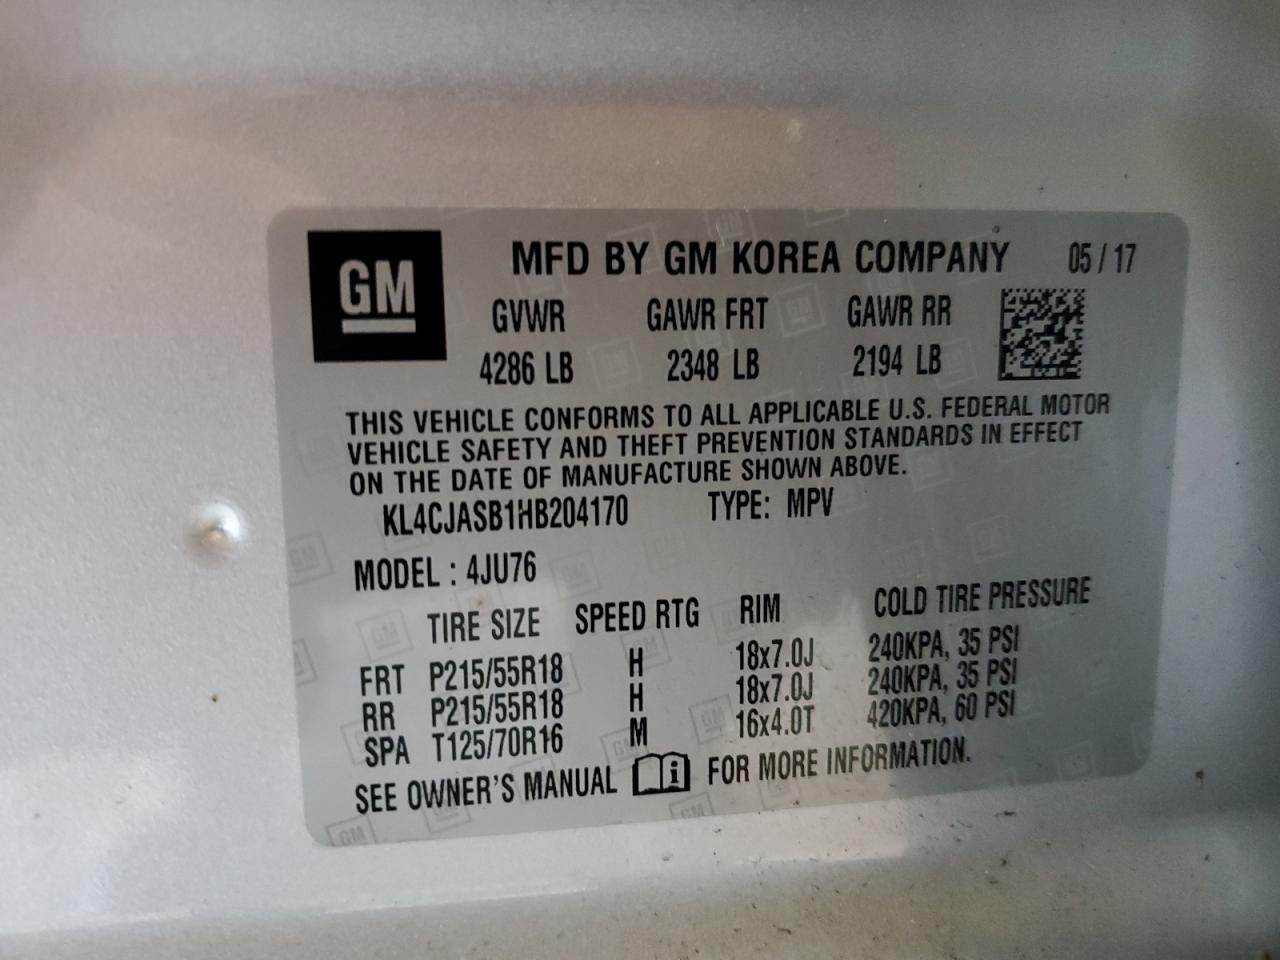 GM
MFD BY GM KOREA COMPANY 05 / 17
GVWR GAWR FRT GAWR RR
4286 LB 2348 LB 2194 LB
THIS VEHICLE CONFORMS TO ALL APPLICABLE U.S. FEDERAL MOTOR
VEHICLE SAFETY AND THEFT PREVENTION STANDARDS IN EFFECT
ON THE DATE OF MANUFACTURE SHOWN ABOVE.
KL4CJASB1HB204170 TYPE: MPV
MODEL : 4JU76
TIRE SIZE SPEED RTG RIM COLD TIRE PRESSURE
FRT P215/55R18 H 18x7.0J 240KPA, 35 PSI
RR P215/55R18 H 18x7.0J 240KPA, 35 PSI
SPA T125/70R16 M 16x4.0T 420KPA, 60 PSI
SEE OWNER'S MANUAL i FOR MORE INFORMATION.